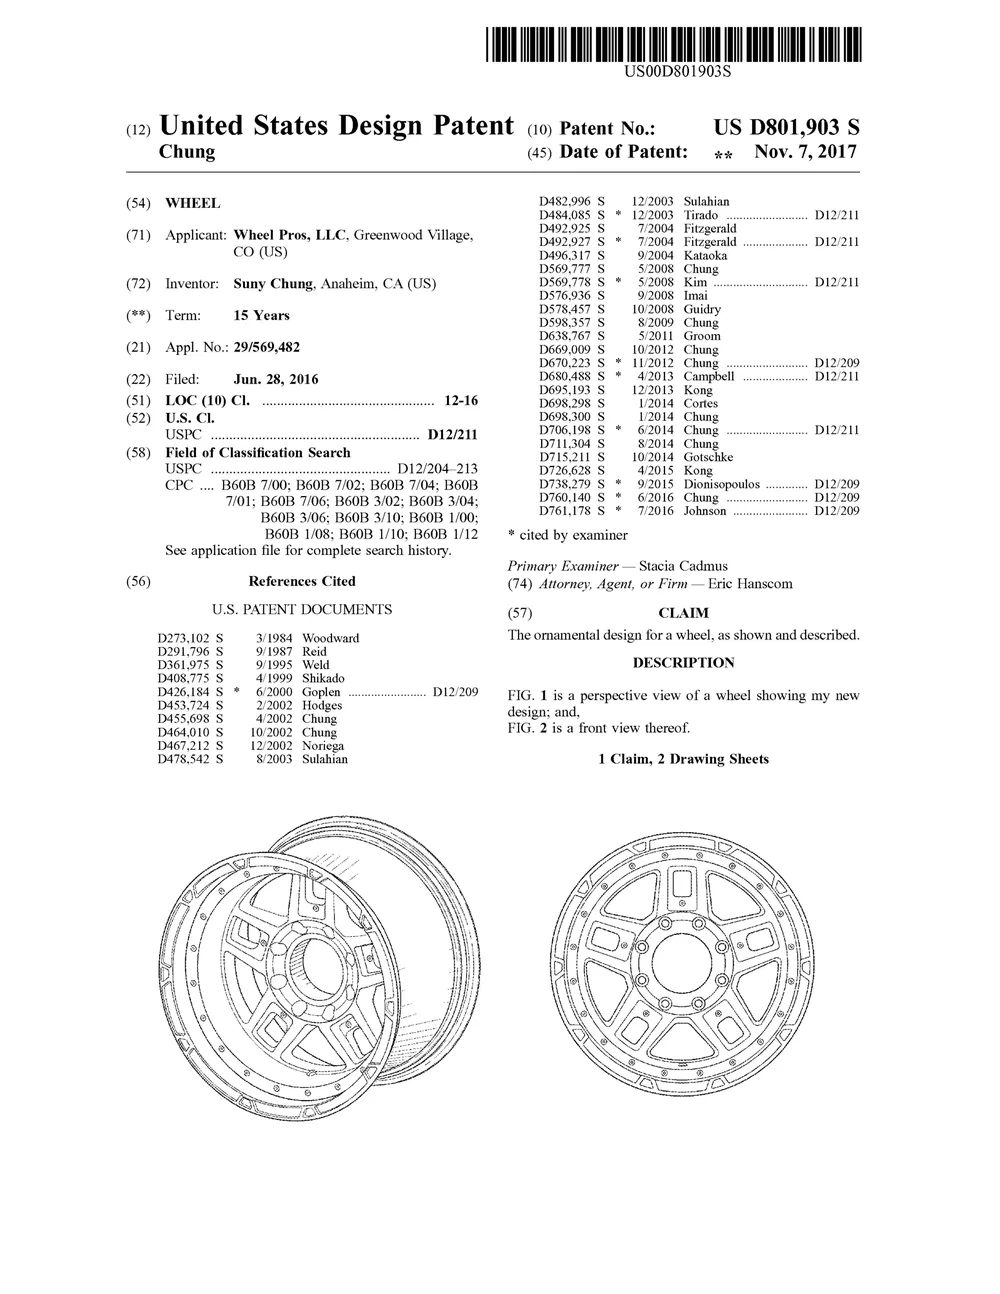 US00D801903S
(12) United States Design Patent
Chung
(10) Patent No.: US D801,903 S
(45) Date of Patent: ** Nov. 7, 2017
(54) WHEEL
(71) Applicant: Wheel Pros, LLC, Greenwood Village,
CO (US)
(72) Inventor: Suny Chung, Anaheim, CA (US)
(**) Term: 15 Years
(21) Appl. No.: 29/569,482
(22) Filed: Jun. 28, 2016
(51) LOC (10) Cl. .............................................. 12-16
(52) U.S. Cl.
USPC ......................................................... D12/211
(58) Field of Classification Search
USPC ................................................. D12/204–213
CPC .... B60B 7/00; B60B 7/02; B60B 7/04; B60B
7/01; B60B 7/06; B60B 3/02; B60B 3/04;
B60B 3/06; B60B 3/10; B60B 1/00;
B60B 1/08; B60B 1/10; B60B 1/12
See application file for complete search history.
(56) References Cited
U.S. PATENT DOCUMENTS
D273,102 S 3/1984 Woodward
D291,796 S 9/1987 Reid
D361,975 S 9/1995 Weld
D408,775 S 4/1999 Shikado
D426,184 S * 6/2000 Goplen ........................ D12/209
D453,724 S 2/2002 Hodges
D455,698 S 4/2002 Chung
D464,010 S 10/2002 Chung
D467,212 S 12/2002 Noriega
D478,542 S 8/2003 Sulahian
D482,996 S 12/2003 Sulahian
D484,085 S * 12/2003 Tirado ......................... D12/211
D492,925 S 7/2004 Fitzgerald
D492,927 S * 7/2004 Fitzgerald .................... D12/211
D496,317 S 9/2004 Kataoka
D569,777 S 5/2008 Chung
D569,778 S * 5/2008 Kim ............................. D12/211
D576,936 S 9/2008 Imai
D578,457 S 10/2008 Guidry
D598,357 S 8/2009 Chung
D638,767 S 5/2011 Groom
D669,009 S 10/2012 Chung
D670,223 S * 11/2012 Chung ......................... D12/209
D680,488 S * 4/2013 Campbell .................... D12/211
D695,193 S 12/2013 Kong
D698,298 S 1/2014 Cortes
D698,300 S 1/2014 Chung
D706,198 S * 6/2014 Chung ......................... D12/211
D711,304 S 8/2014 Chung
D715,211 S 10/2014 Gotschke
D726,628 S 4/2015 Kong
D738,279 S * 9/2015 Dionisopoulos ............. D12/209
D760,140 S * 6/2016 Chung ......................... D12/209
D761,178 S * 7/2016 Johnson ....................... D12/209
* cited by examiner
Primary Examiner — Stacia Cadmus
(74) Attorney, Agent, or Firm — Eric Hanscom
(57) CLAIM
The ornamental design for a wheel, as shown and described.
DESCRIPTION
FIG. 1 is a perspective view of a wheel showing my new
design; and,
FIG. 2 is a front view thereof.
1 Claim, 2 Drawing Sheets